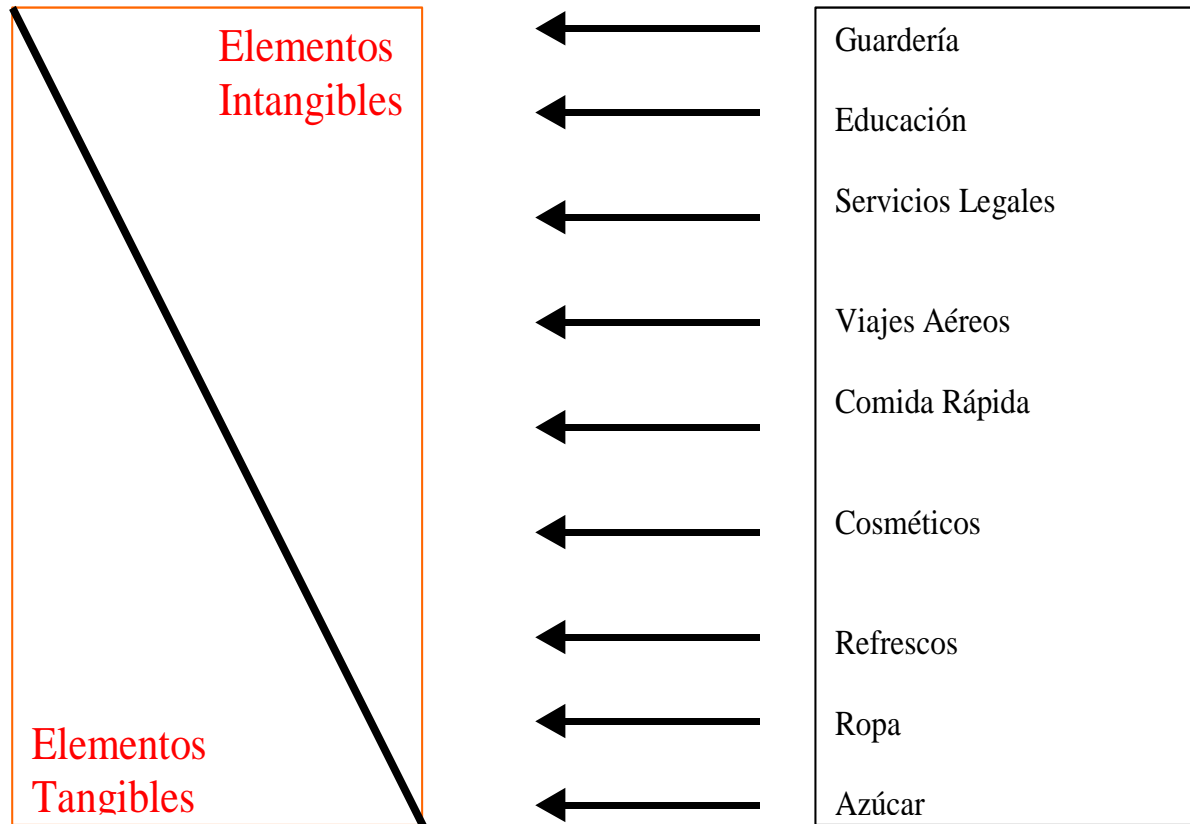 Elementos
Intangibles
Guardería
Educación
Servicios Legales
Viajes Aéreos
Comida Rápida
Cosméticos
Refrescos
Ropa
Azúcar
Elementos
Tangibles